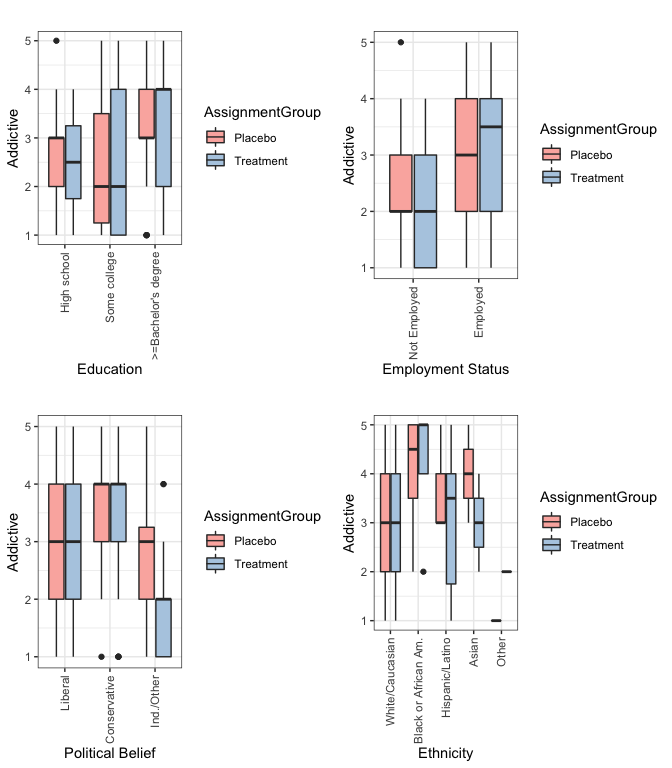 5
4
3
2
1
Addictive
High school
Some college
>=Bachelor's degree
Education
AssignmentGroup
Placebo
Treatment
5
4
3
2
1
Addictive
Not Employed
Employed
Employment Status
AssignmentGroup
Placebo
Treatment
5
4
3
2
1
Addictive
Liberal
Conservative
Ind./Other
Political Belief
AssignmentGroup
Placebo
Treatment
5
4
3
2
1
Addictive
White/Caucasian
Black or African Am.
Hispanic/Latino
Asian
Other
Ethnicity
AssignmentGroup
Placebo
Treatment